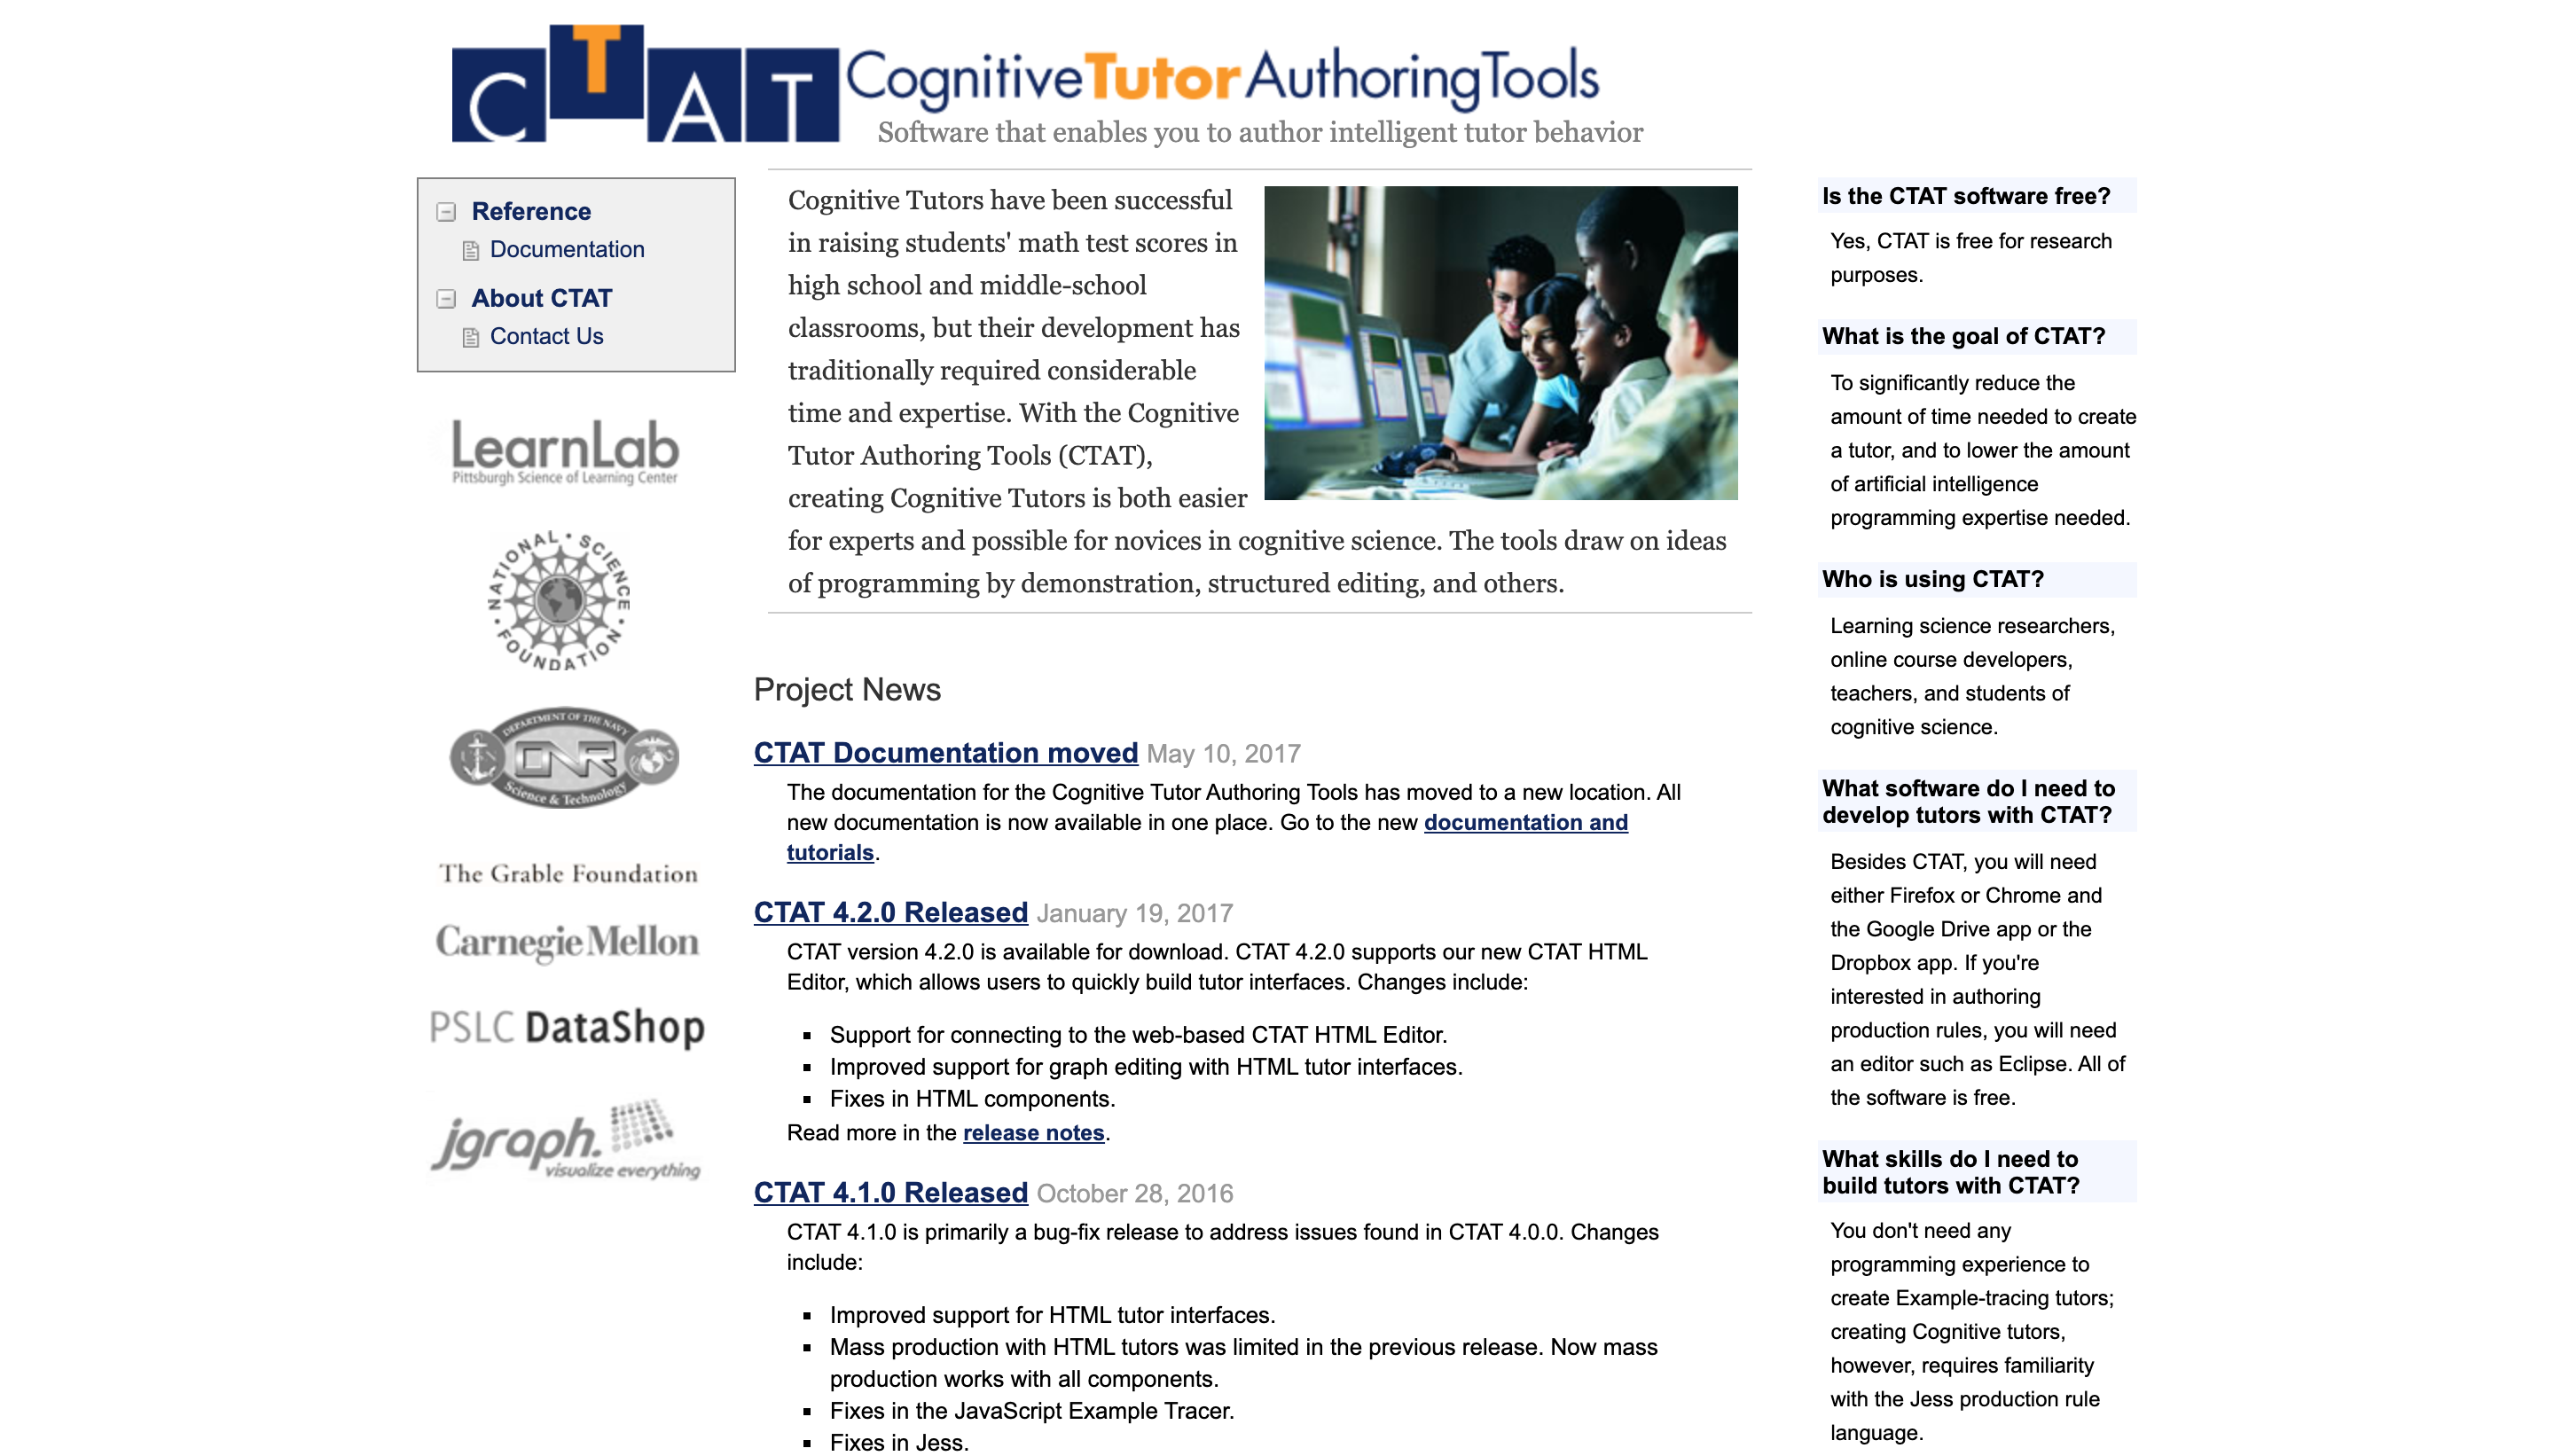 CTAT CognitiveTutorAuthoringTools
Software that enables you to author intelligent tutor behavior
Reference
Documentation
About CTAT
Contact Us
LearnLab
Pittsburgh Science of Learning Center
NATIONAL • SCIENCE • FOUNDATION •
DEPARTMENT OF THE NAVY
CNR
Science & Technology
The Grable Foundation
Carnegie Mellon
PSLC DataShop
jgraph.
visualize everything
Cognitive Tutors have been successful
in raising students' math test scores in
high school and middle-school
classrooms, but their development has
traditionally required considerable
time and expertise. With the Cognitive
Tutor Authoring Tools (CTAT),
creating Cognitive Tutors is both easier
for experts and possible for novices in cognitive science. The tools draw on ideas
of programming by demonstration, structured editing, and others.
Project News
CTAT Documentation moved May 10, 2017
The documentation for the Cognitive Tutor Authoring Tools has moved to a new location. All
new documentation is now available in one place. Go to the new documentation and
tutorials.
CTAT 4.2.0 Released January 19, 2017
CTAT version 4.2.0 is available for download. CTAT 4.2.0 supports our new CTAT HTML
Editor, which allows users to quickly build tutor interfaces. Changes include:
▪ Support for connecting to the web-based CTAT HTML Editor.
▪ Improved support for graph editing with HTML tutor interfaces.
▪ Fixes in HTML components.
Read more in the release notes.
CTAT 4.1.0 Released October 28, 2016
CTAT 4.1.0 is primarily a bug-fix release to address issues found in CTAT 4.0.0. Changes
include:
▪ Improved support for HTML tutor interfaces.
▪ Mass production with HTML tutors was limited in the previous release. Now mass
production works with all components.
▪ Fixes in the JavaScript Example Tracer.
▪ Fixes in Jess.
Is the CTAT software free?
Yes, CTAT is free for research
purposes.
What is the goal of CTAT?
To significantly reduce the
amount of time needed to create
a tutor, and to lower the amount
of artificial intelligence
programming expertise needed.
Who is using CTAT?
Learning science researchers,
online course developers,
teachers, and students of
cognitive science.
What software do I need to
develop tutors with CTAT?
Besides CTAT, you will need
either Firefox or Chrome and
the Google Drive app or the
Dropbox app. If you're
interested in authoring
production rules, you will need
an editor such as Eclipse. All of
the software is free.
What skills do I need to
build tutors with CTAT?
You don't need any
programming experience to
create Example-tracing tutors;
creating Cognitive tutors,
however, requires familiarity
with the Jess production rule
language.